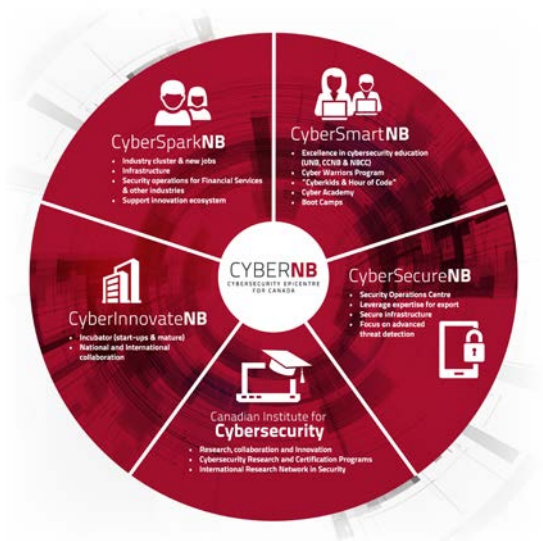 CyberSparkNB
• Industry cluster & new jobs
• Infrastructure
• Security operations for Financial Services
& other industries
• Support innovation ecosystem
CyberSmartNB
• Excellence in cybersecurity education
(UNB, CCNB & NBCC)
• Cyber Warriors Program
• "Cyberkids & Hour of Code"
• Cyber Academy
• Boot Camps
CYBERNB
CYBERSECURITY EPICENTRE
FOR CANADA
CyberInnovateNB
• Incubator (start-ups & mature)
• National and International
collaboration
CyberSecureNB
• Security Operations Centre
• Leverage expertise for export
• Secure infrastructure
• Focus on advanced
threat detection
Canadian Institute for
Cybersecurity
• Research, collaboration and Innovation
• Cybersecurity Research and Certification Programs
• International Research Network in Security